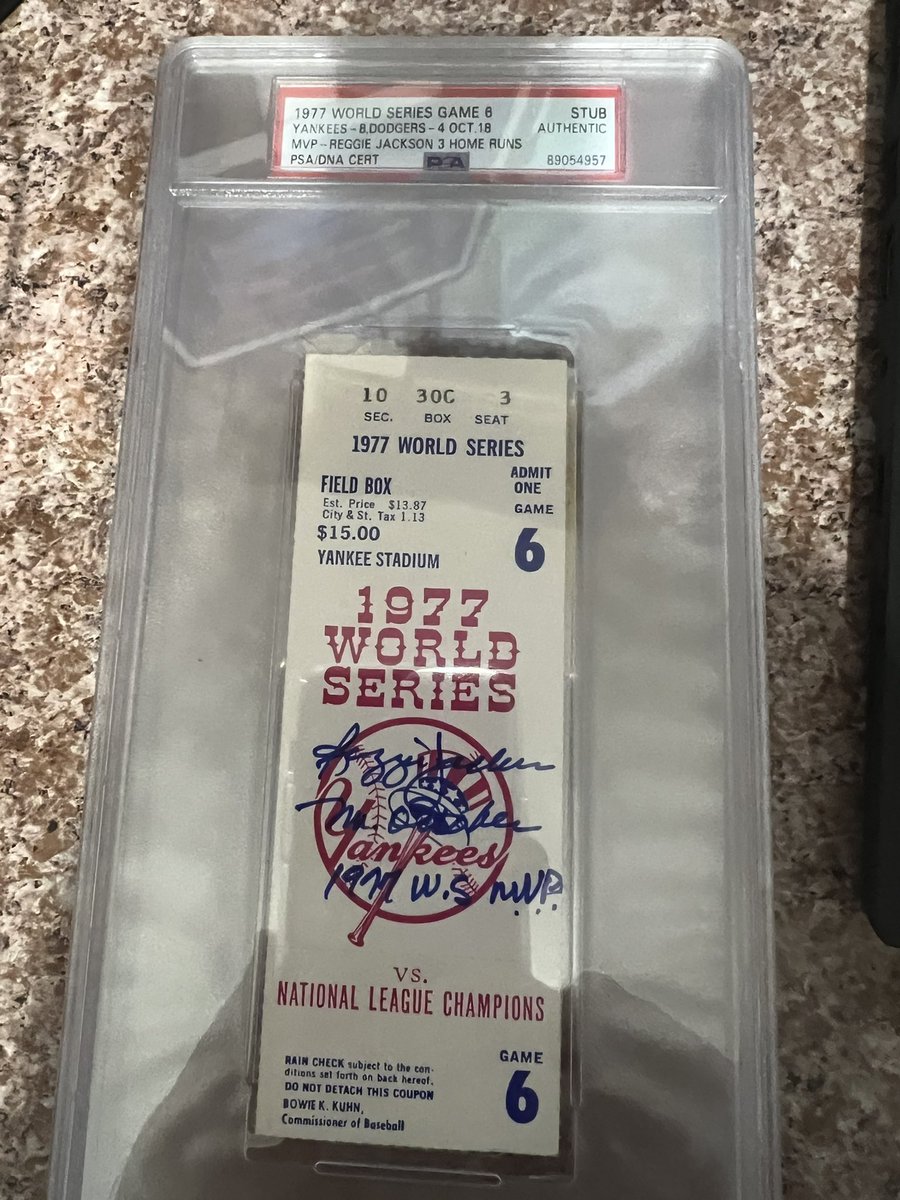 1977 WORLD SERIES GAME 6 STUB
YANKEES-8,DODGERS-4 OCT.18 AUTHENTIC
MVP-REGGIE JACKSON 3 HOME RUNS
PSA/DNA CERT PSA 89054957
10 300 3
SEC. BOX SEAT
1977 WORLD SERIES
FIELD BOX ADMIT ONE
Est. Price $13.87
City & St. Tax 1.13
GAME
$15.00
6
YANKEE STADIUM
1977
WORLD
SERIES
Reggie Jackson
Mr. October
Yankees
1977 W.S M.V.P.
VS.
NATIONAL LEAGUE CHAMPIONS
RAIN CHECK subject to the con-
ditions set forth on back hereof.
DO NOT DETACH THIS COUPON
BOWIE K. KUHN,
Commissioner of Baseball
GAME
6